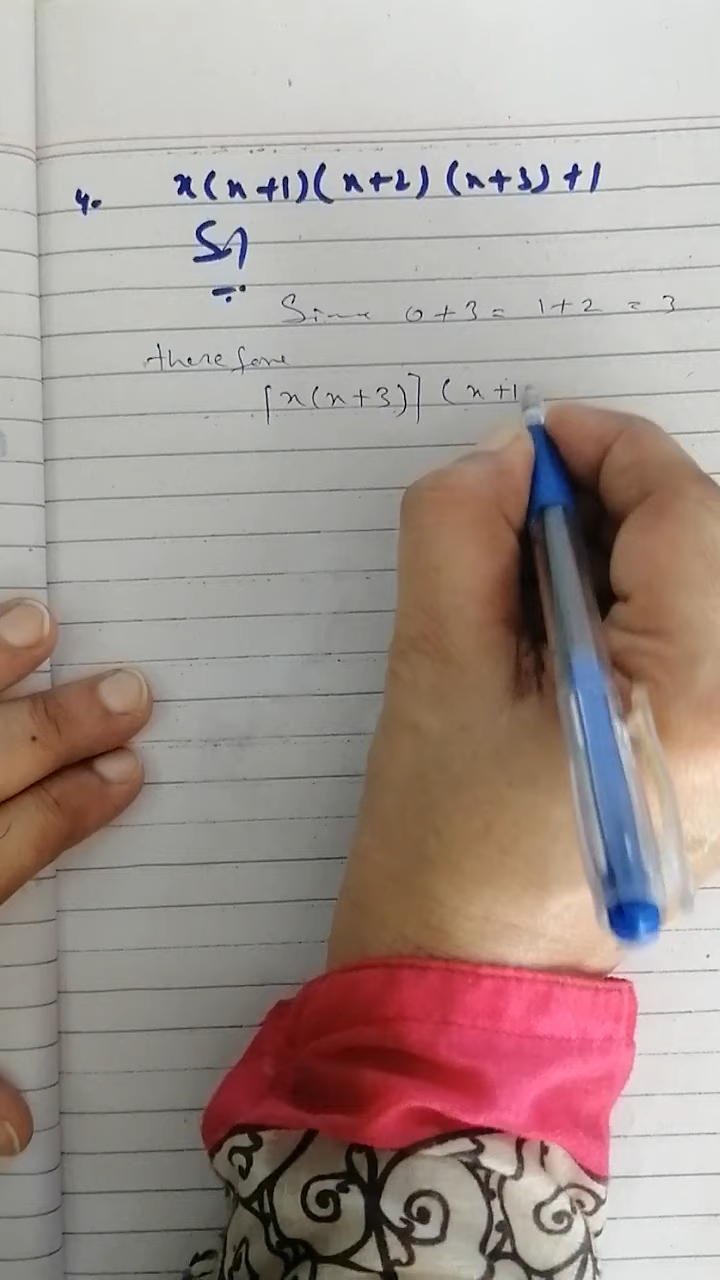 4. x(x+1)(x+2)(x+3)+1
Sol
Since 0+3 = 1+2 = 3
therefore
[x(x+3)] (x+1